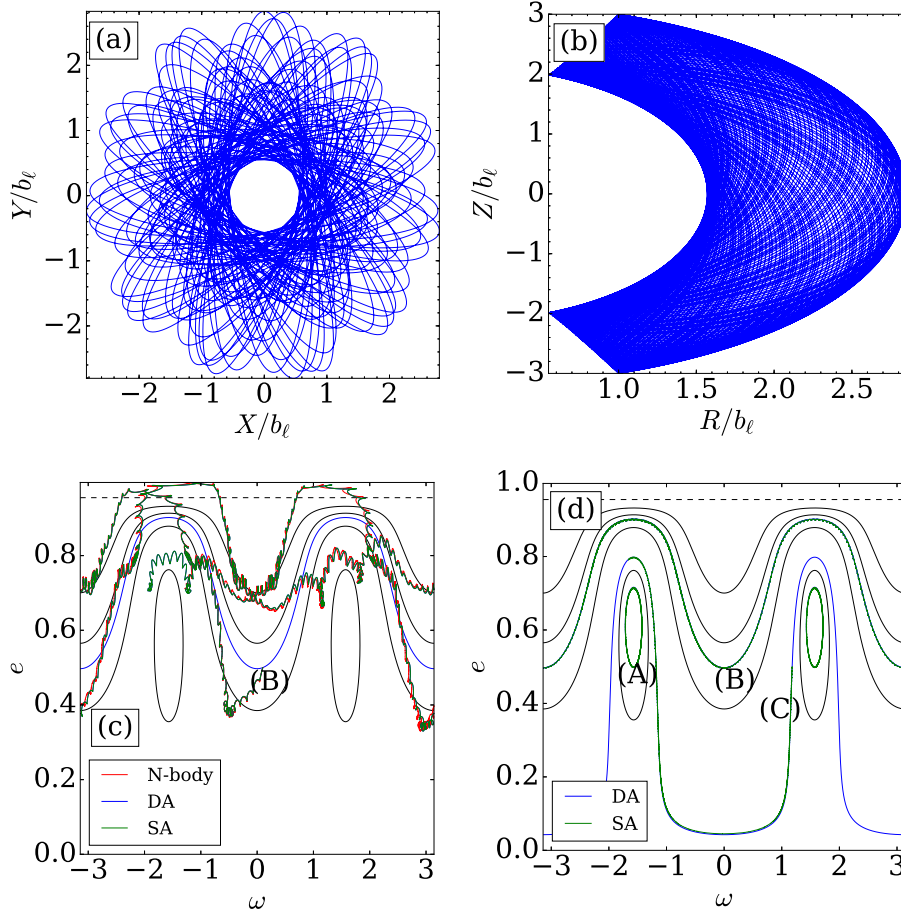 (a)
Y/b_ℓ
2
1
0
−1
−2
−2 −1 0 1 2
X/b_ℓ
(b)
Z/b_ℓ
3
2
1
0
−1
−2
−3
1.0 1.5 2.0 2.5
R/b_ℓ
(c)
e
0.8
0.6
0.4
0.2
0.0
(B)
N-body
DA
SA
−3 −2 −1 0 1 2 3
ω
(d)
e
1.0
0.8
0.6
0.4
0.2
0.0
(A)
(B)
(C)
DA
SA
−3 −2 −1 0 1 2 3
ω